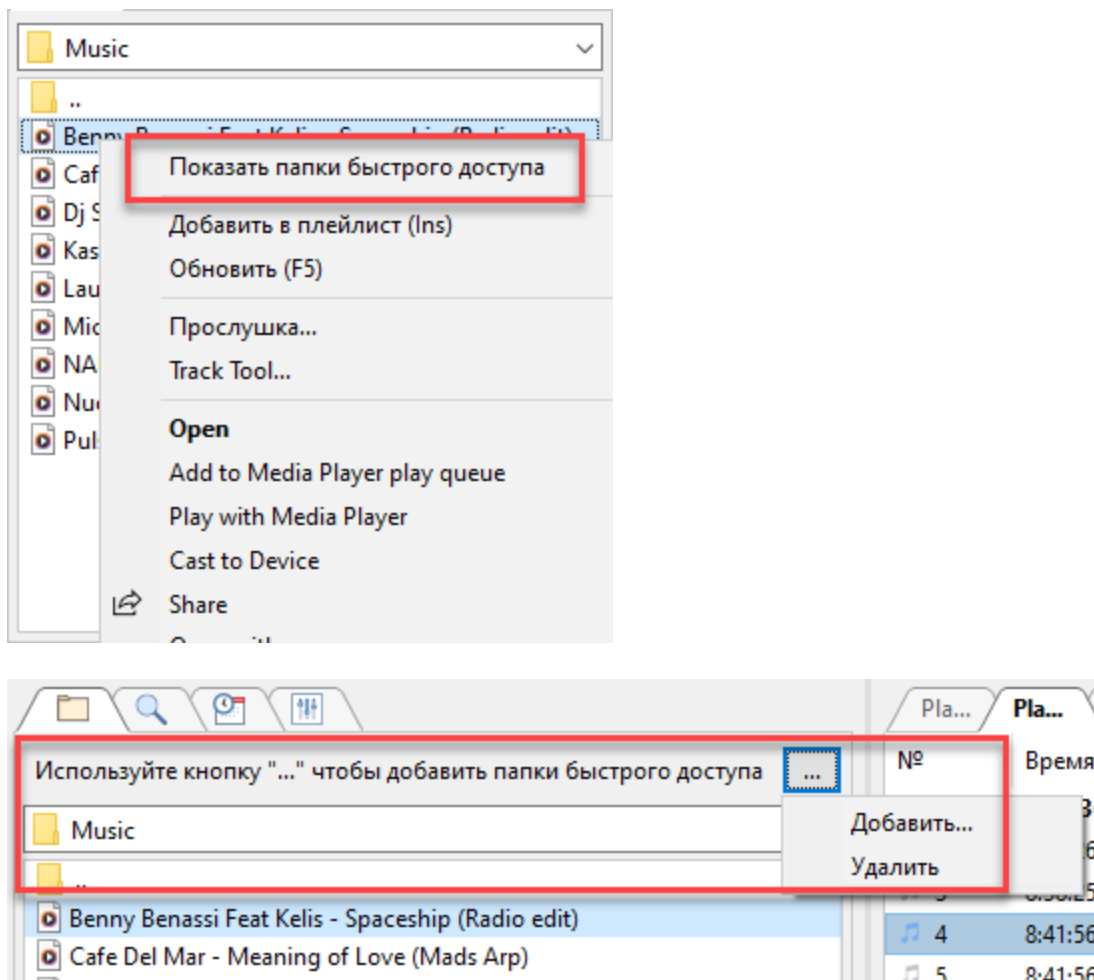 Music
..
Показать папки быстрого доступа
Caf
Добавить в плейлист (Ins)
Dj S
Kas
Обновить (F5)
Lau
Mic
Прослушка...
NA
Track Tool...
Nu
Pul
Open
Add to Media Player play queue
Play with Media Player
Cast to Device
Share
Pla... Pla...
Используйте кнопку "..." чтобы добавить папки быстрого доступа ...
№ Время
Music
Добавить...
Удалить
..
Benny Benassi Feat Kelis - Spaceship (Radio edit)
4 8:41:56
Cafe Del Mar - Meaning of Love (Mads Arp)
5 8:41:56